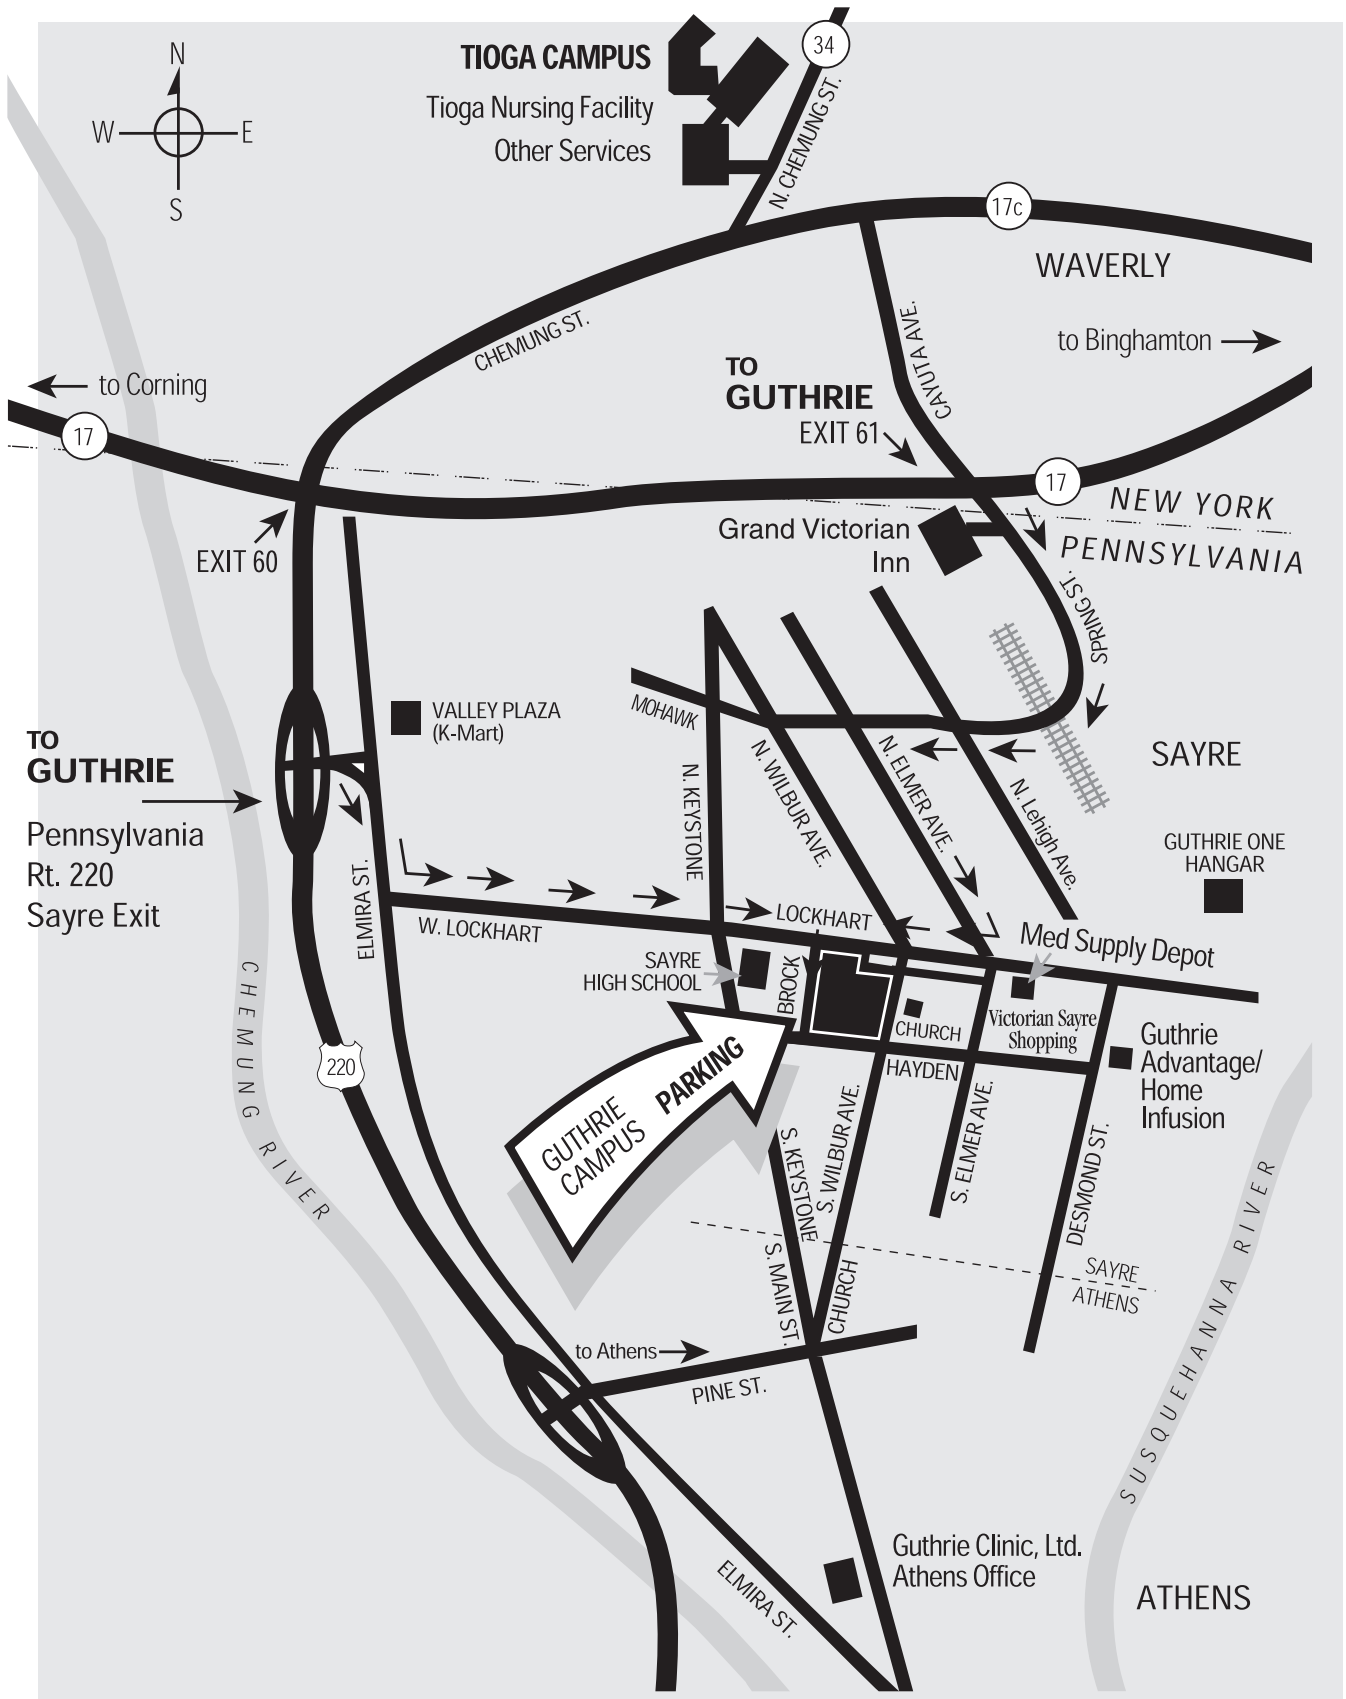 N
W
E
S
TIOGA CAMPUS
Tioga Nursing Facility
Other Services
34
N. CHEMUNG ST.
17C
WAVERLY
to Binghamton
CHEMUNG ST.
CAYUTA AVE.
to Corning
17
TO
GUTHRIE
EXIT 61
17
NEW YORK
PENNSYLVANIA
EXIT 60
Grand Victorian
Inn
SPRING ST.
VALLEY PLAZA
(K-Mart)
MOHAWK
N. KEYSTONE
N. WILBUR AVE.
N. ELMER AVE.
N. Lehigh Ave.
SAYRE
TO
GUTHRIE
Pennsylvania
Rt. 220
Sayre Exit
GUTHRIE ONE
HANGAR
ELMIRA ST.
W. LOCKHART
LOCKHART
Med Supply Depot
SAYRE
HIGH SCHOOL
BROCK
CHURCH
Victorian Sayre
Shopping
Guthrie
Advantage/
Home
Infusion
HAYDEN
220
CHEMUNG RIVER
GUTHRIE
CAMPUS
PARKING
S. KEYSTONE
S. WILBUR AVE.
S. ELMER AVE.
DESMOND ST.
SAYRE
ATHENS
S. MAIN ST.
CHURCH
SUSQUEHANNA RIVER
to Athens
PINE ST.
ELMIRA ST.
Guthrie Clinic, Ltd.
Athens Office
ATHENS